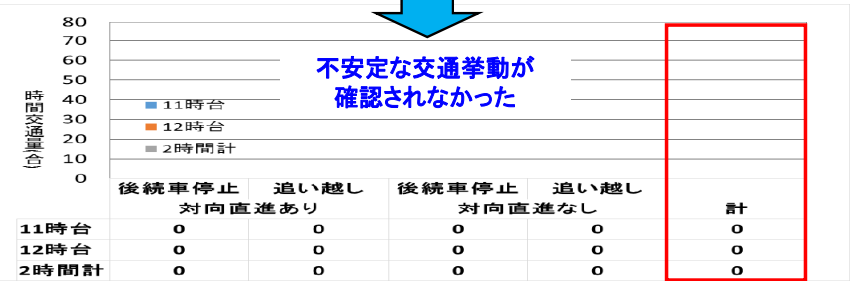 80
70
60
50
40
30
20
10
0
時間交通量(台)
不安定な交通挙動が
確認されなかった
11時台
12時台
2時間計
後続車停止 追い越し 後続車停止 追い越し
対向直進あり 対向直進なし 計
11時台 0 0 0 0 0
12時台 0 0 0 0 0
2時間計 0 0 0 0 0